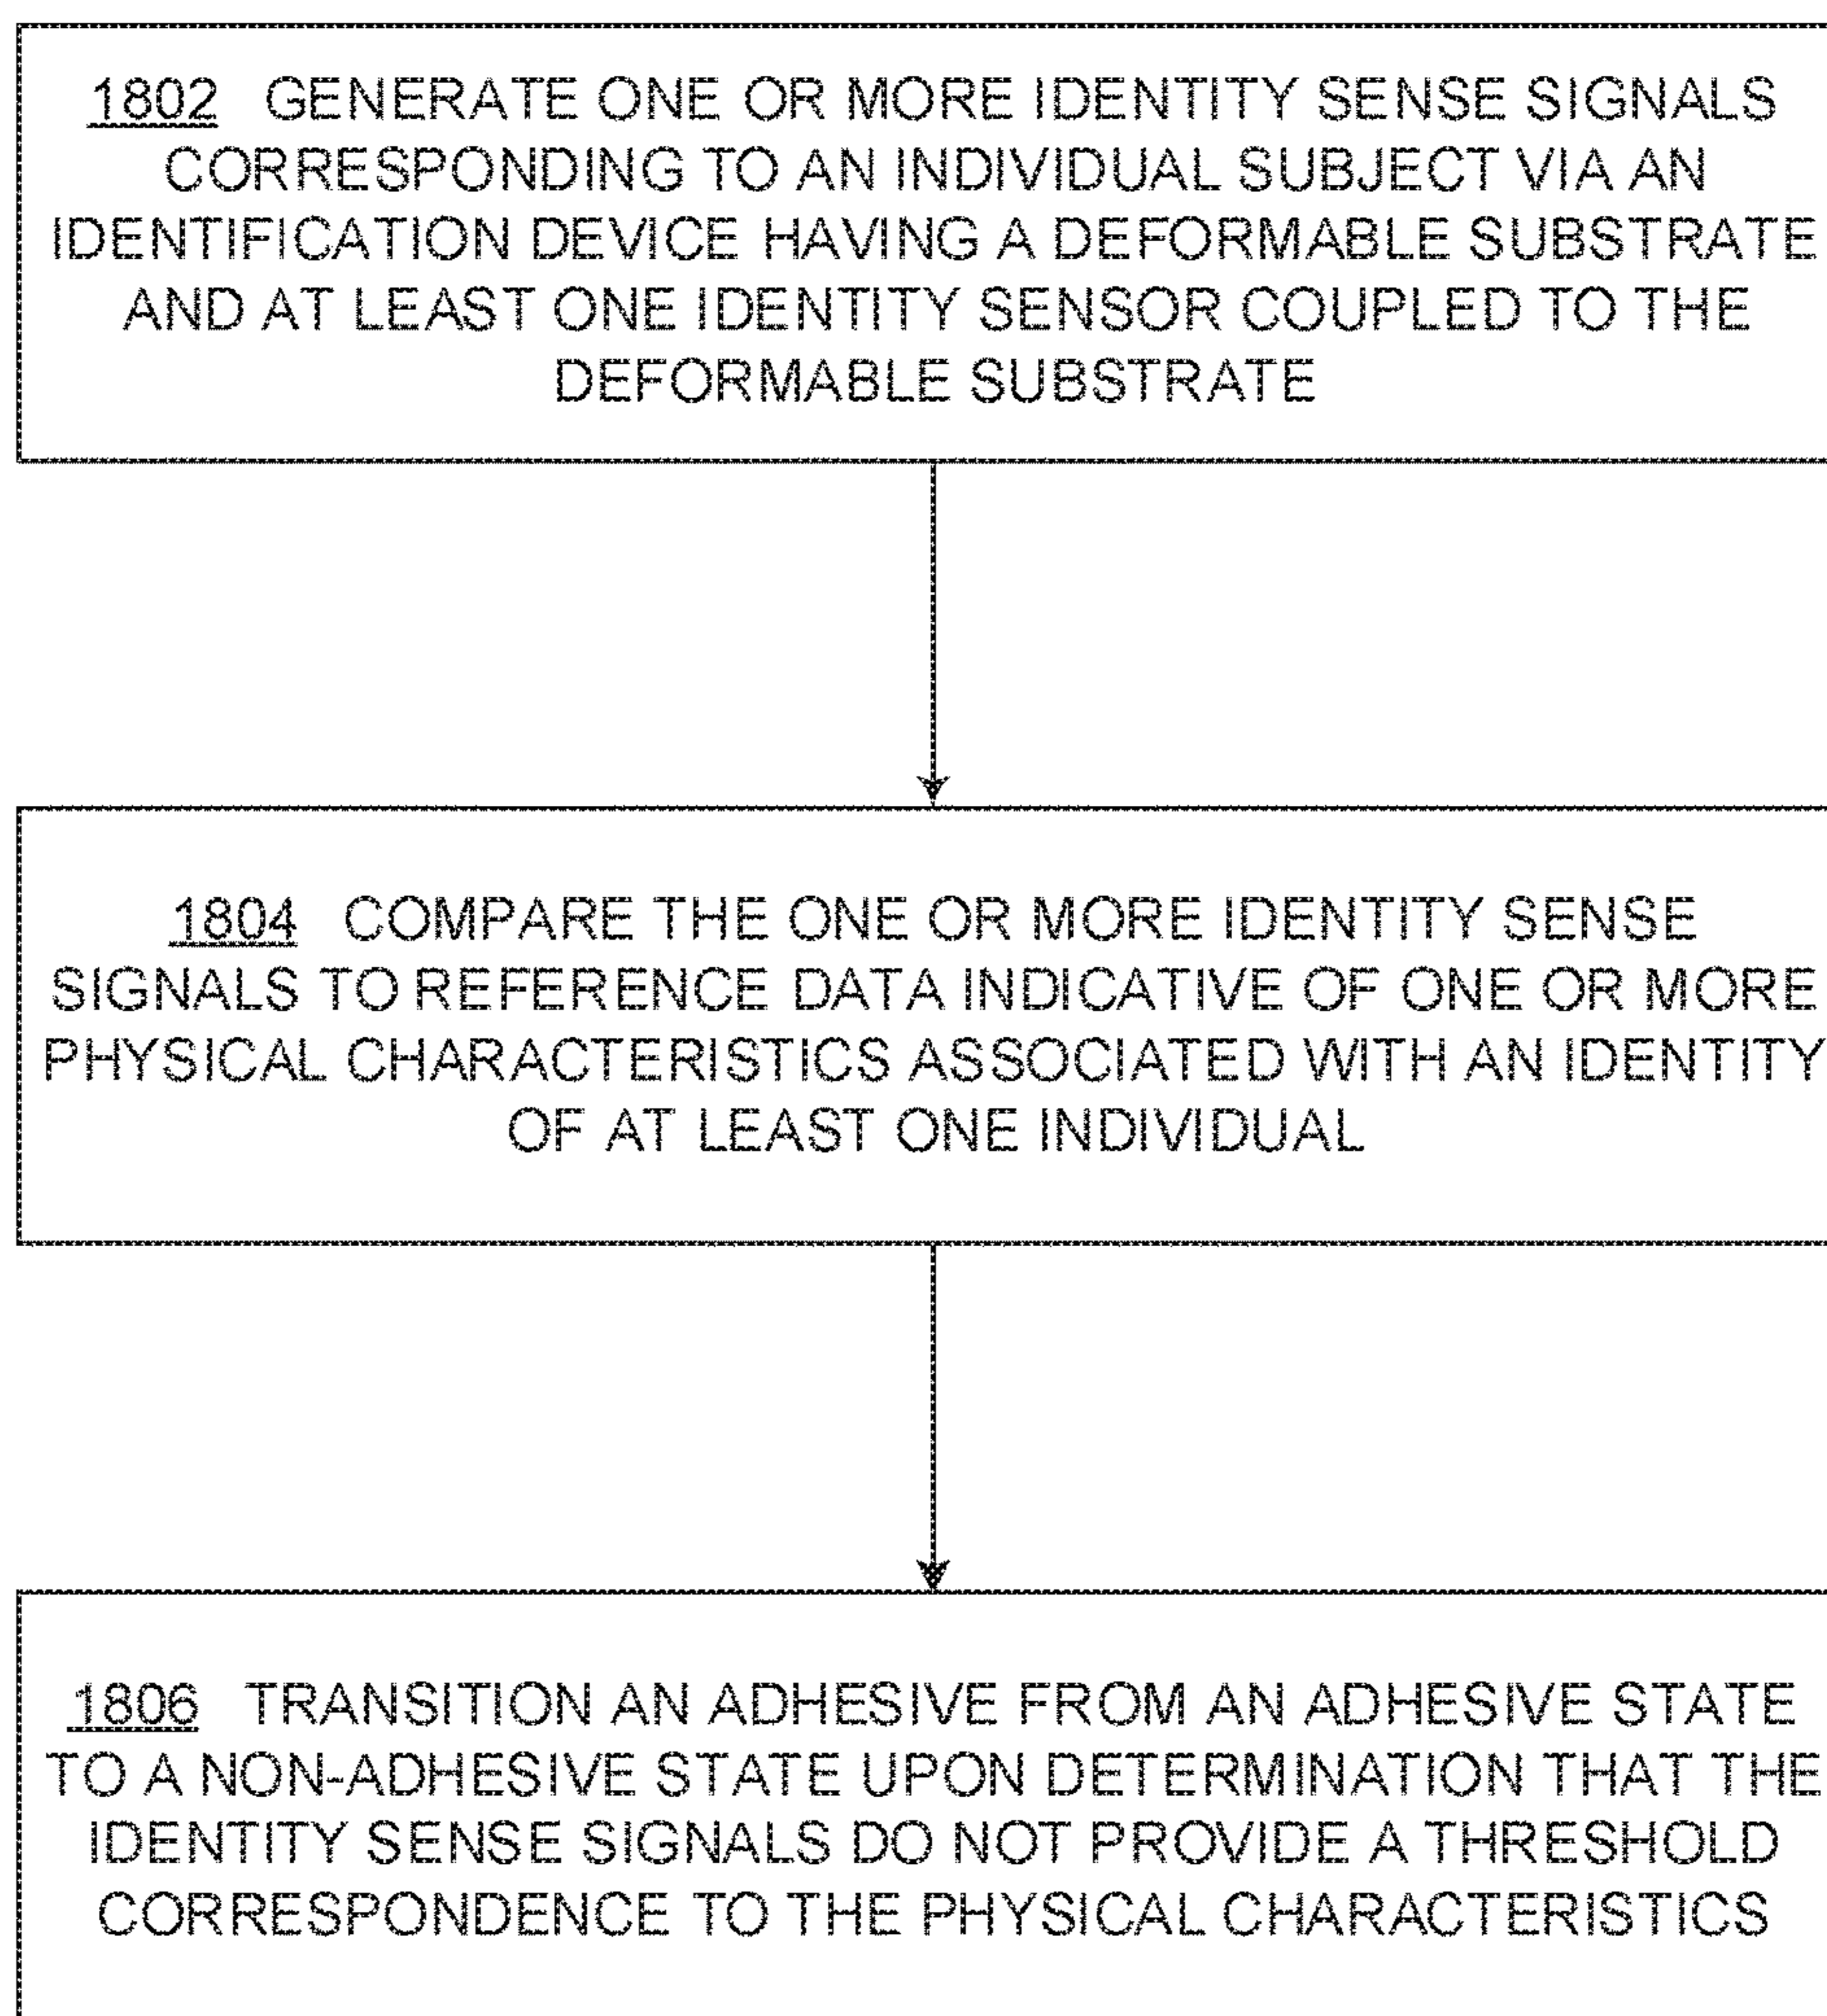 1802 GENERATE ONE OR MORE IDENTITY SENSE SIGNALS
CORRESPONDING TO AN INDIVIDUAL SUBJECT VIA AN
IDENTIFICATION DEVICE HAVING A DEFORMABLE SUBSTRATE
AND AT LEAST ONE IDENTITY SENSOR COUPLED TO THE
DEFORMABLE SUBSTRATE
1804 COMPARE THE ONE OR MORE IDENTITY SENSE
SIGNALS TO REFERENCE DATA INDICATIVE OF ONE OR MORE
PHYSICAL CHARACTERISTICS ASSOCIATED WITH AN IDENTITY
OF AT LEAST ONE INDIVIDUAL
1806 TRANSITION AN ADHESIVE FROM AN ADHESIVE STATE
TO A NON-ADHESIVE STATE UPON DETERMINATION THAT THE
IDENTITY SENSE SIGNALS DO NOT PROVIDE A THRESHOLD
CORRESPONDENCE TO THE PHYSICAL CHARACTERISTICS